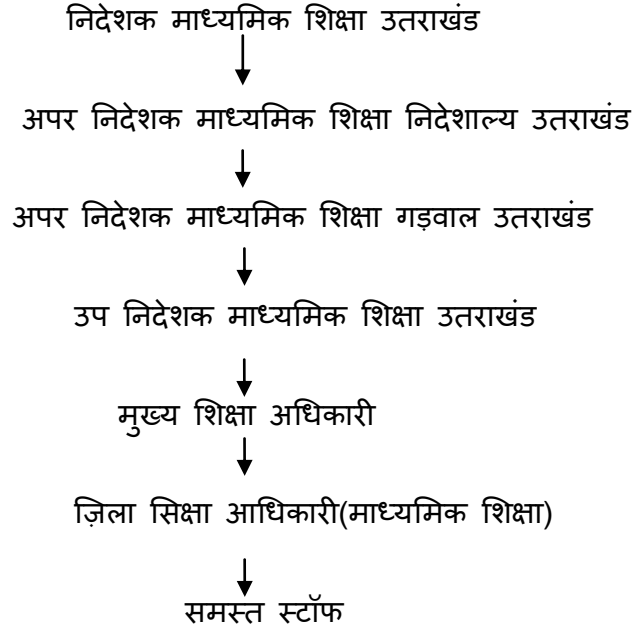 निदेशक माध्यमिक शिक्षा उतराखंड
अपर निदेशक माध्यमिक शिक्षा निदेशाल्य उतराखंड
अपर निदेशक माध्यमिक शिक्षा गड़वाल उतराखंड
उप निदेशक माध्यमिक शिक्षा उतराखंड
मुख्य शिक्षा अधिकारी
ज़िला सिक्षा आधिकारी(माध्यमिक शिक्षा)
समस्त स्टॉफ